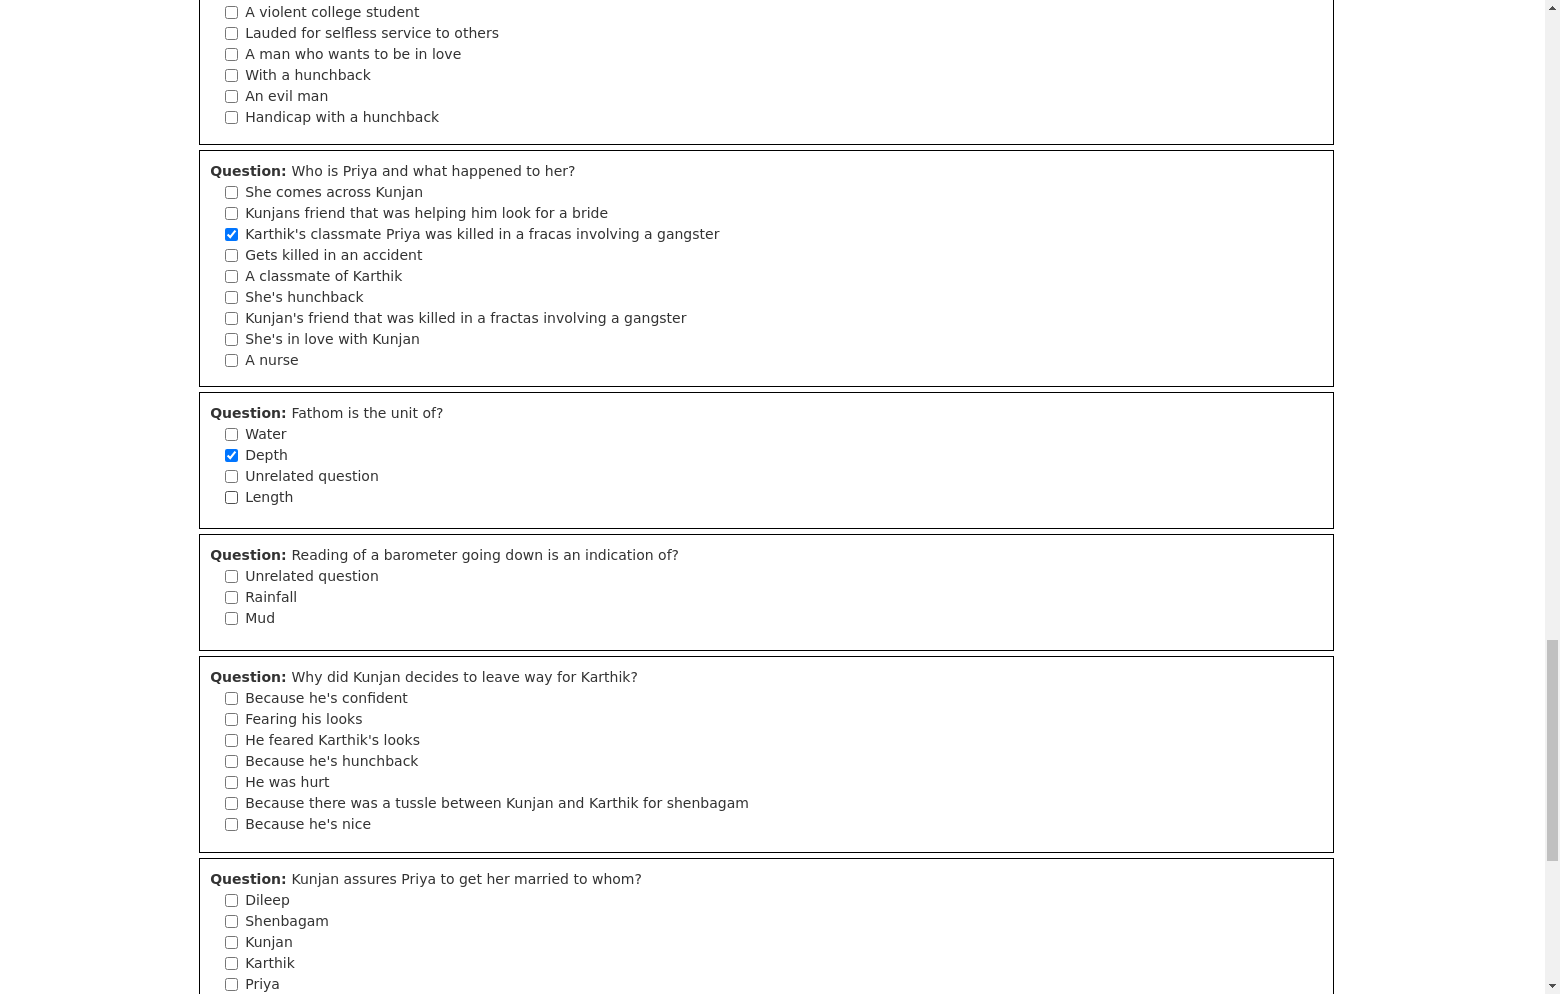 A violent college student
Lauded for selfless service to others
A man who wants to be in love
With a hunchback
An evil man
Handicap with a hunchback
Question: Who is Priya and what happened to her?
She comes across Kunjan
Kunjans friend that was helping him look for a bride
Karthik's classmate Priya was killed in a fracas involving a gangster
Gets killed in an accident
A classmate of Karthik
She's hunchback
Kunjan's friend that was killed in a fractas involving a gangster
She's in love with Kunjan
A nurse
Question: Fathom is the unit of?
Water
Depth
Unrelated question
Length
Question: Reading of a barometer going down is an indication of?
Unrelated question
Rainfall
Mud
Question: Why did Kunjan decides to leave way for Karthik?
Because he's confident
Fearing his looks
He feared Karthik's looks
Because he's hunchback
He was hurt
Because there was a tussle between Kunjan and Karthik for shenbagam
Because he's nice
Question: Kunjan assures Priya to get her married to whom?
Dileep
Shenbagam
Kunjan
Karthik
Priya